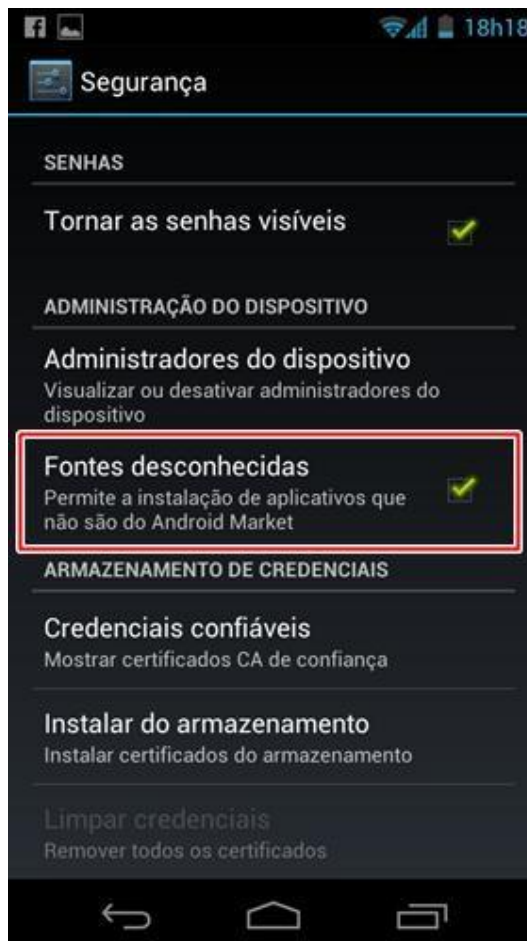 18h18
Segurança
SENHAS
Tornar as senhas visíveis
ADMINISTRAÇÃO DO DISPOSITIVO
Administradores do dispositivo
Visualizar ou desativar administradores do
dispositivo
Fontes desconhecidas
Permite a instalação de aplicativos que
não são do Android Market
ARMAZENAMENTO DE CREDENCIAIS
Credenciais confiáveis
Mostrar certificados CA de confiança
Instalar do armazenamento
Instalar certificados do armazenamento
Limpar credenciais
Remover todos os certificados